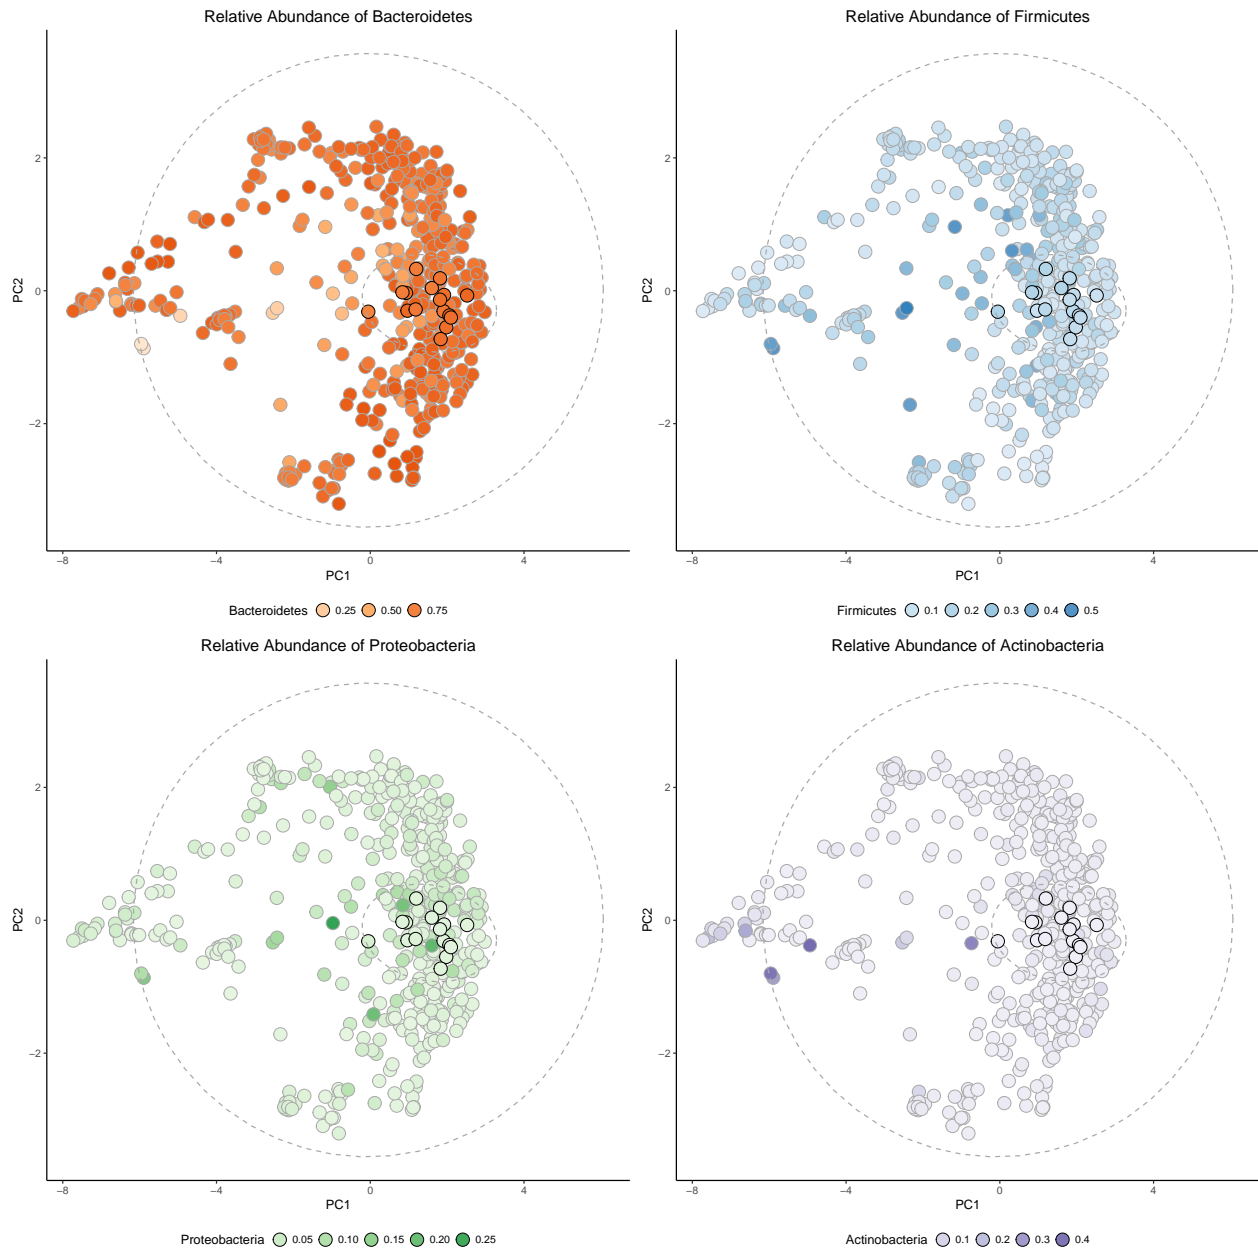 Relative Abundance of Bacteroidetes
2
0
−2
PC2
−8
−4
0
4
PC1
Bacteroidetes 0.25 0.50 0.75
Relative Abundance of Firmicutes
2
0
−2
PC2
−8
−4
0
4
PC1
Firmicutes 0.1 0.2 0.3 0.4 0.5
Relative Abundance of Proteobacteria
2
0
−2
PC2
−8
−4
0
4
PC1
Proteobacteria 0.05 0.10 0.15 0.20 0.25
Relative Abundance of Actinobacteria
2
0
−2
PC2
−8
−4
0
4
PC1
Actinobacteria 0.1 0.2 0.3 0.4